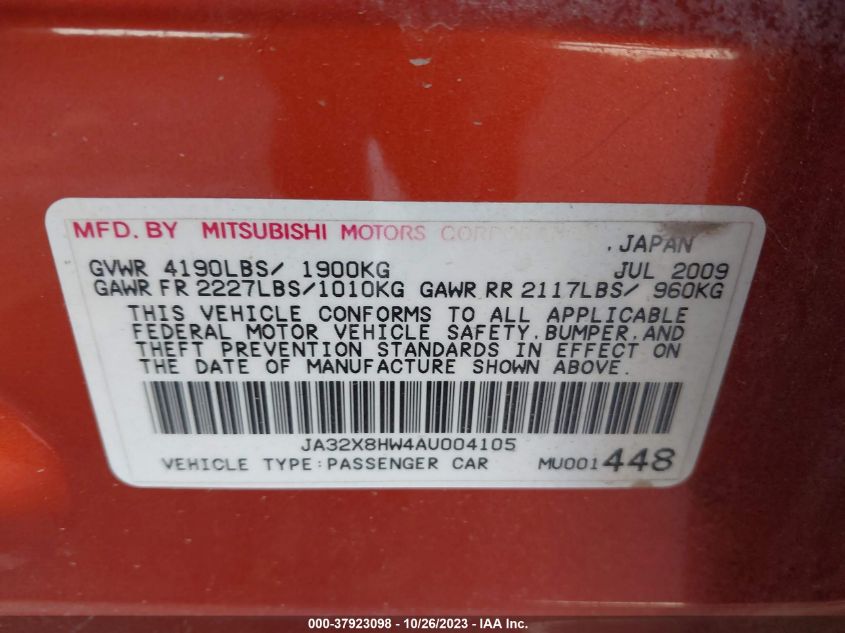 MFD. BY MITSUBISHI MOTORS CORPORATION
, JAPAN
GVWR 4190LBS/ 1900KG JUL 2009
GAWR FR 2227LBS/1010KG GAWR RR 2117LBS/ 960KG
THIS VEHICLE CONFORMS TO ALL APPLICABLE
FEDERAL MOTOR VEHICLE SAFETY,BUMPER,AND
THEFT PREVENTION STANDARDS IN EFFECT ON
THE DATE OF MANUFACTURE SHOWN ABOVE.
JA32X8HW4AU004105
VEHICLE TYPE:PASSENGER CAR MU001448
000-37923098 - 10/26/2023 - IAA Inc.